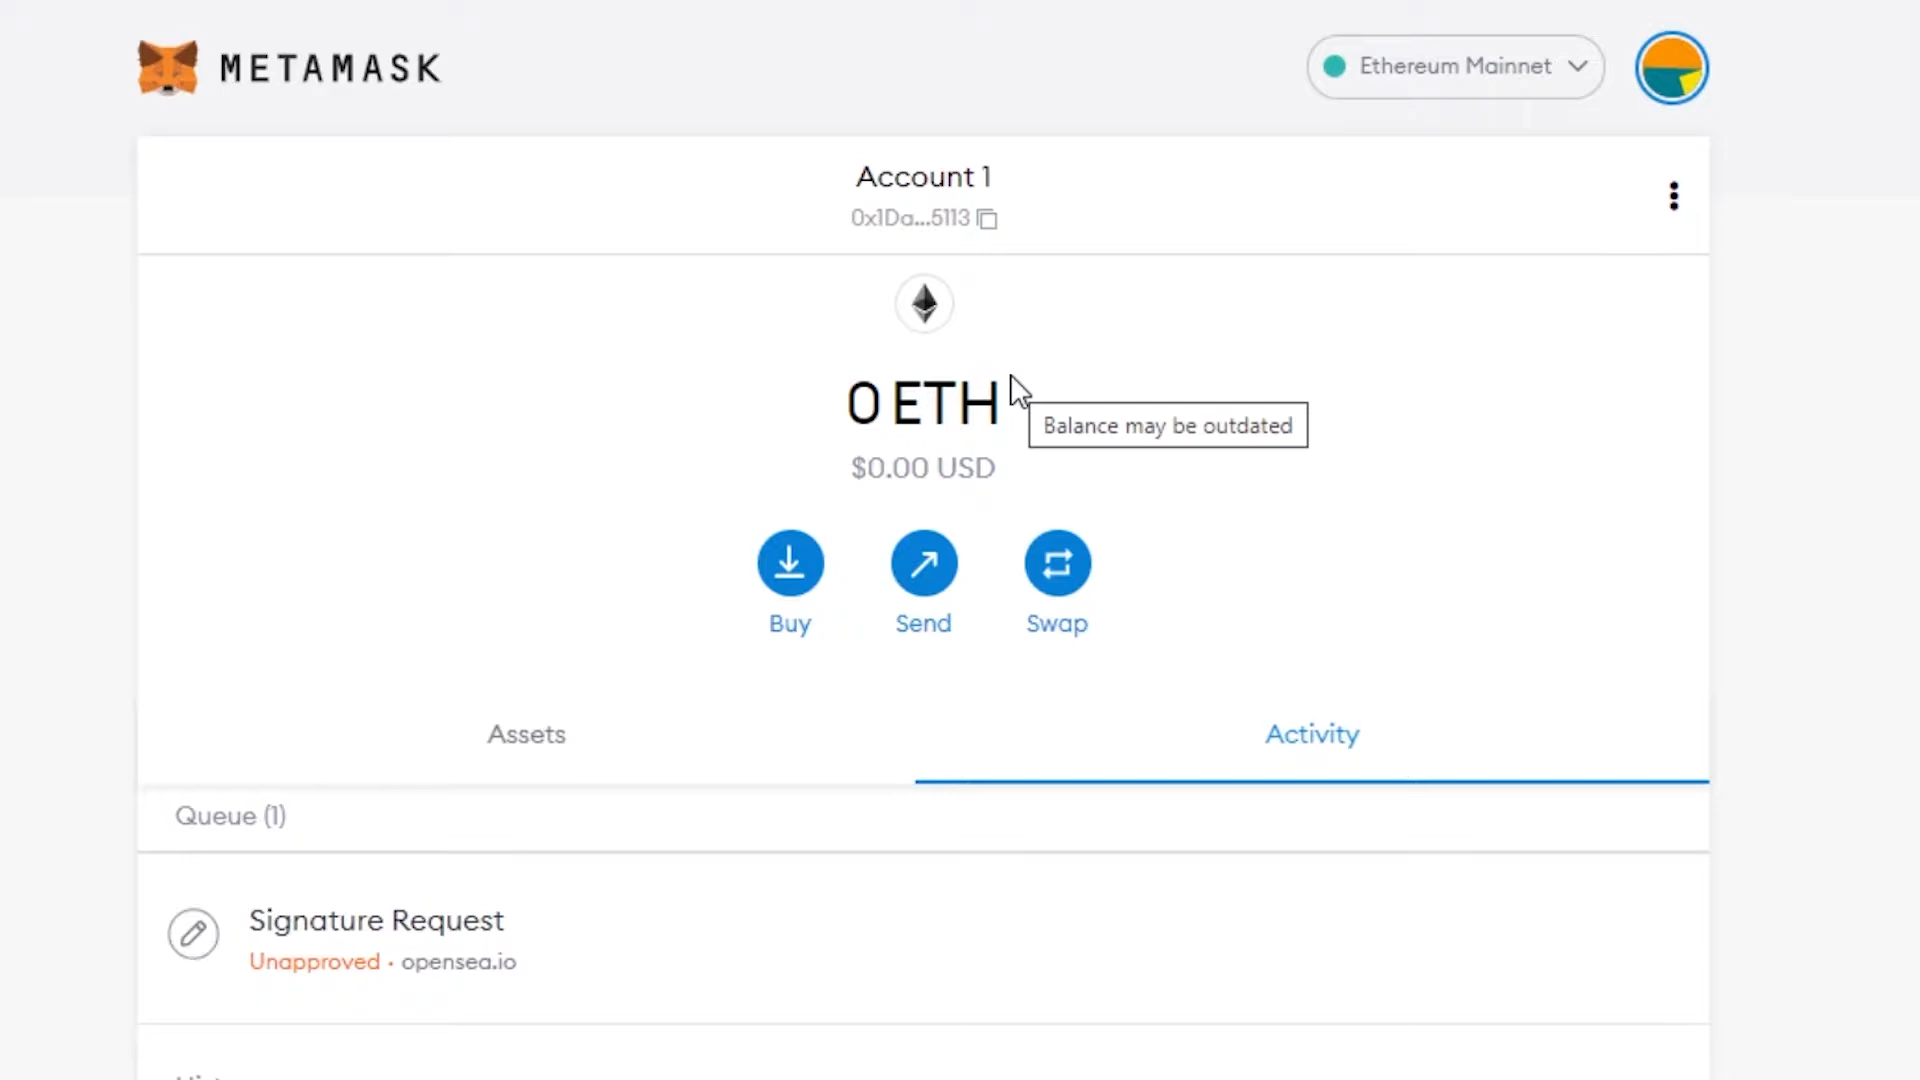 METAMASK
Ethereum Mainnet
Account 1
0x1Da...5113
0 ETH
Balance may be outdated
$0.00 USD
Buy
Send
Swap
Assets
Activity
Queue (1)
Signature Request
Unapproved · opensea.io